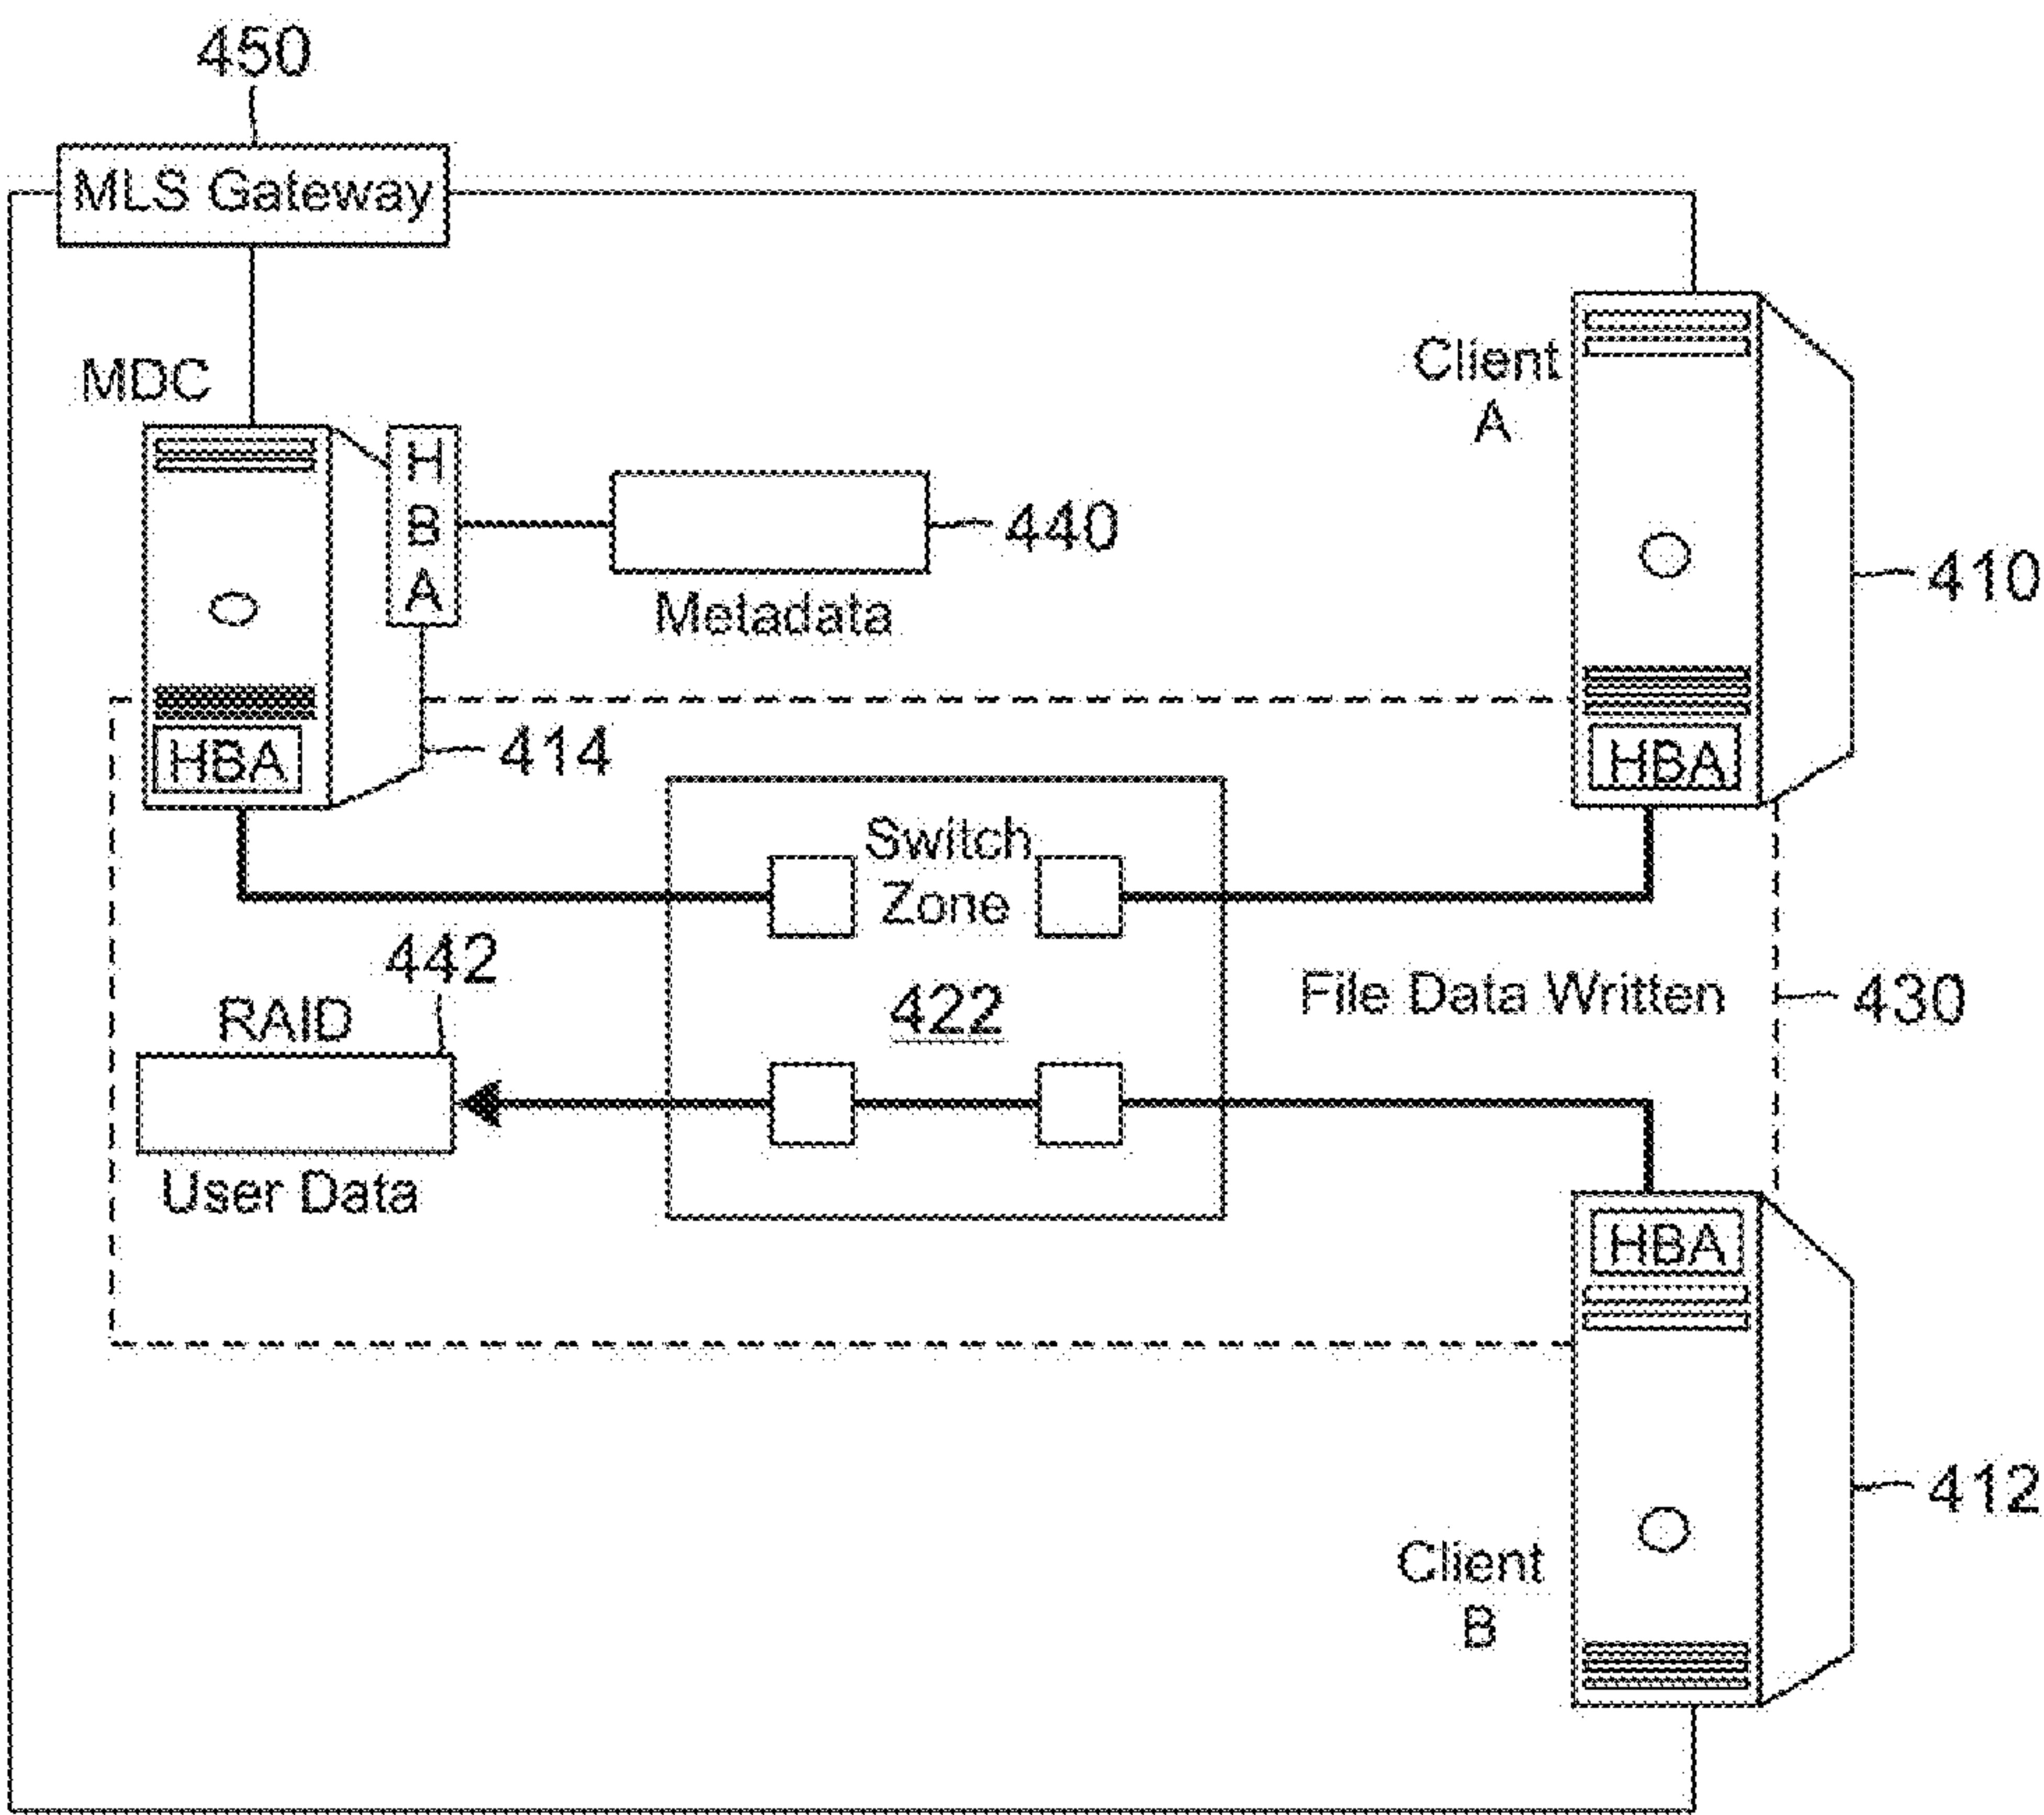 450
MLS Gateway
MDC
H
B
A
440
Metadata
Client
A
410
HBA
414
HBA
Switch
Zone
442
RAID
422
File Data Written
430
User Data
HBA
412
Client
B